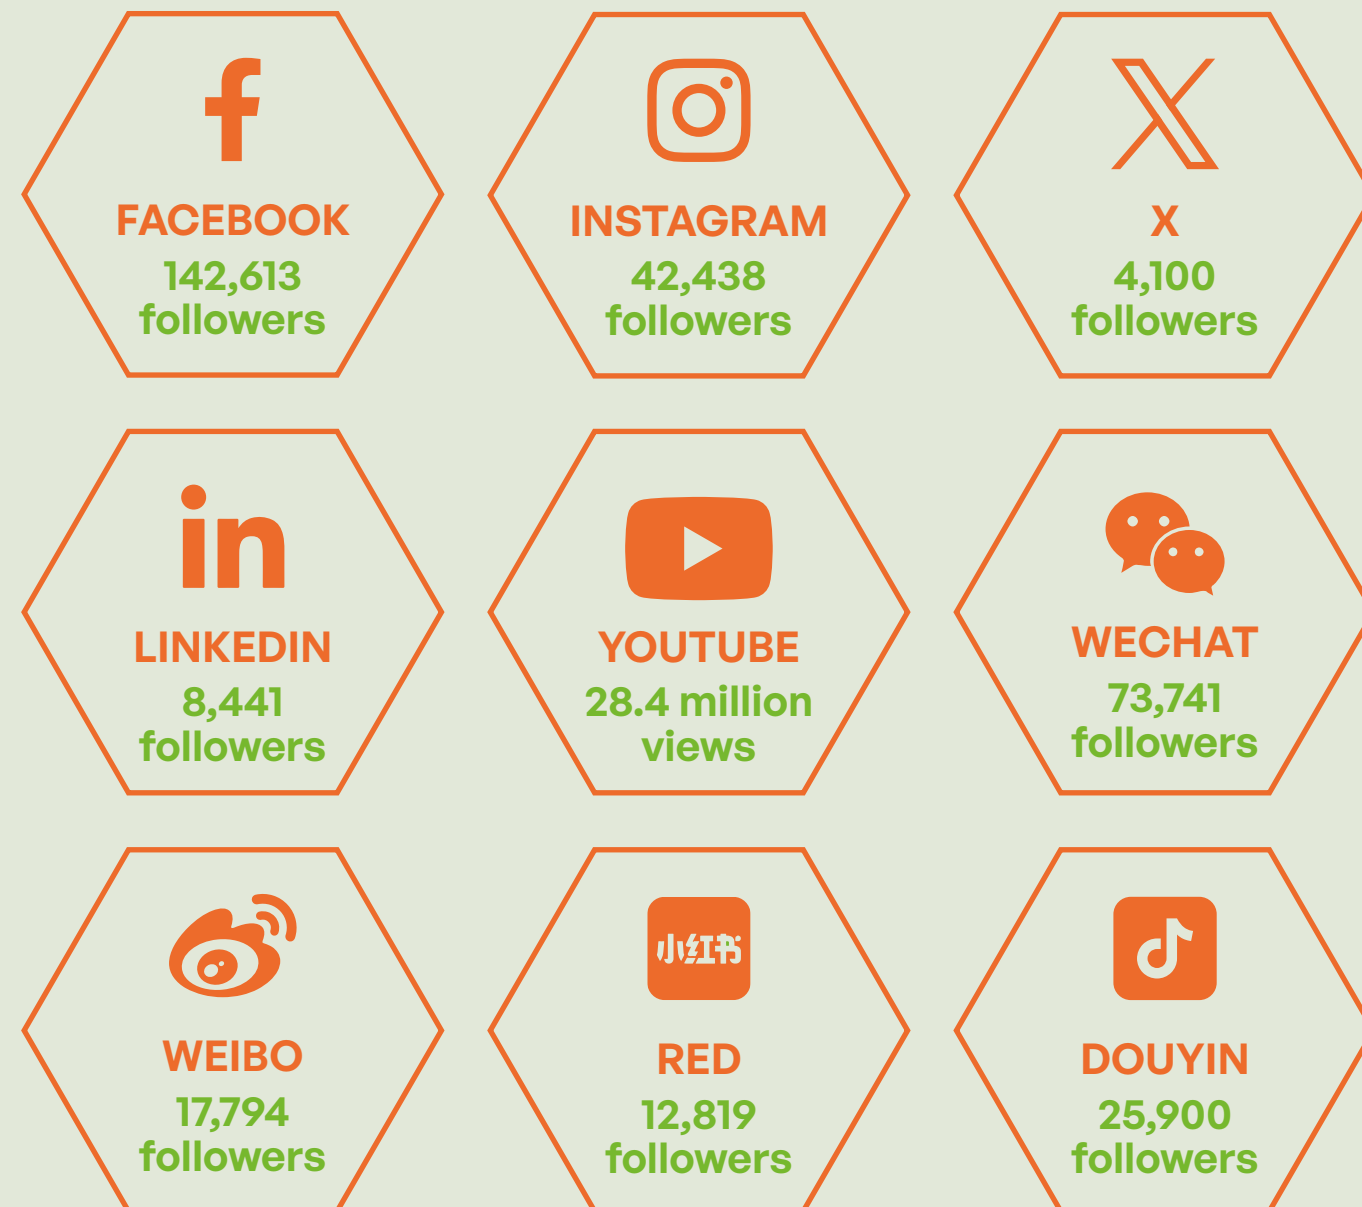 FACEBOOK
142,613
followers
INSTAGRAM
42,438
followers
X
4,100
followers
in
LINKEDIN
8,441
followers
YOUTUBE
28.4 million
views
WECHAT
73,741
followers
WEIBO
17,794
followers
小红书
RED
12,819
followers
DOUYIN
25,900
followers